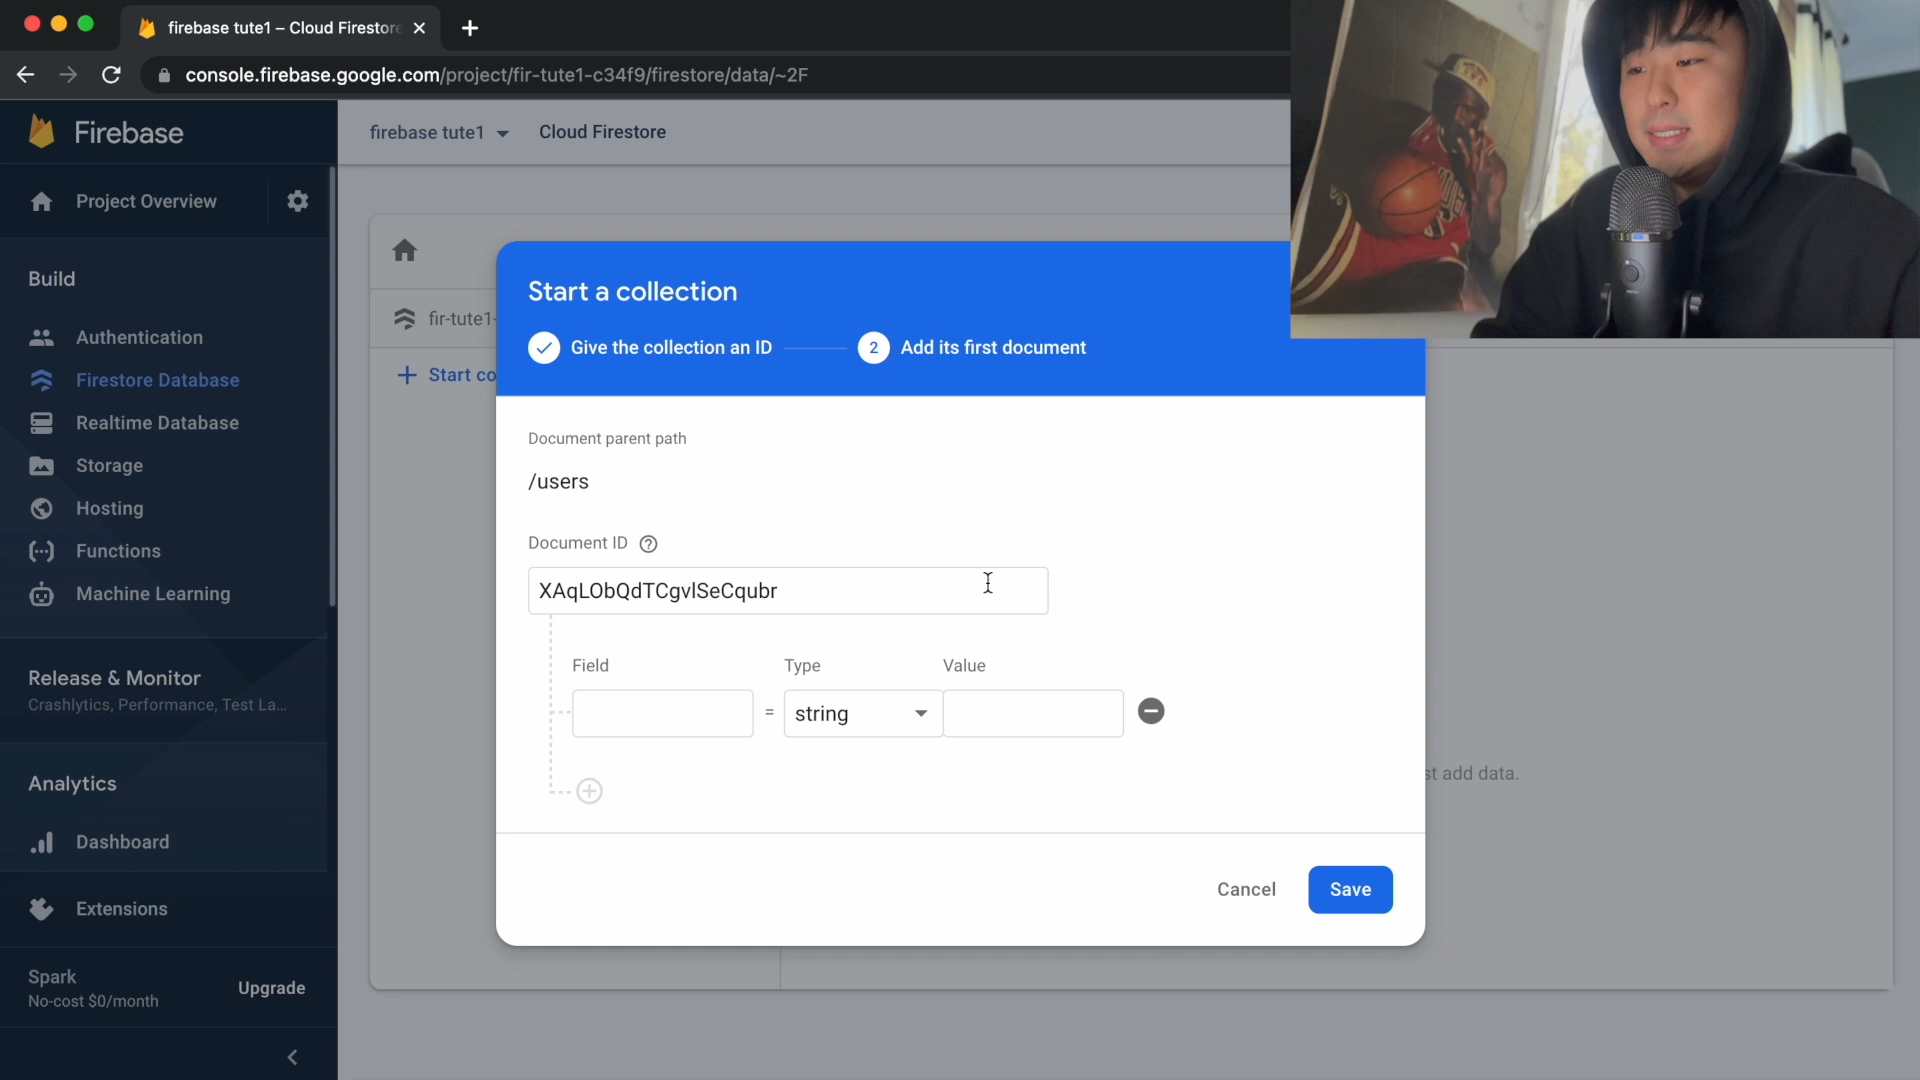 firebase tute1 – Cloud Firestore
console.firebase.google.com/project/fir-tute1-c34f9/firestore/data/~2F
Firebase
firebase tute1
Cloud Firestore
Project Overview
Build
Authentication
Firestore Database
Realtime Database
Storage
Hosting
Functions
Machine Learning
Release & Monitor
Crashlytics, Performance, Test La...
Analytics
Dashboard
Extensions
Spark
No-cost $0/month
Upgrade
fir-tute1-
Start co
Start a collection
Give the collection an ID
2 Add its first document
Document parent path
/users
Document ID
XAqLObQdTCgvlSeCqubr
Field
Type
Value
=
string
Cancel
Save
st add data.